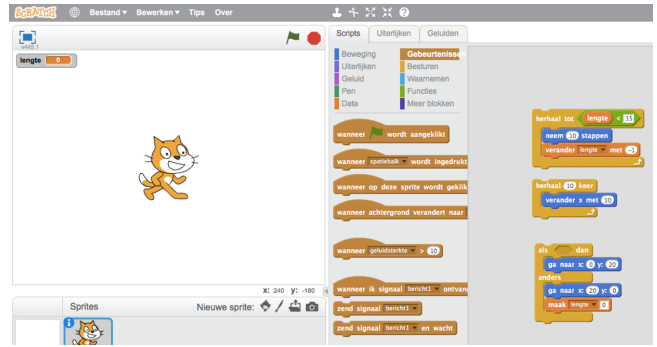 SCRATCH Bestand▼ Bewerken▼ Tips Over
v445.1
lengte 0
Scripts Uiterlijken Geluiden
Beweging Gebeurtenissen
Uiterlijken Besturen
Geluid Waarnemen
Pen Functies
Data Meer blokken
wanneer wordt aangeklikt
wanneer spatiebalk▼ wordt ingedrukt
wanneer op deze sprite wordt geklik
wanneer achtergrond verandert naar
wanneer geluidsterkte▼ > 10
wanneer ik signaal bericht1▼ ontvan
zend signaal bericht1▼
zend signaal bericht1▼ en wacht
herhaal tot lengte < 15
neem 10 stappen
verander lengte▼ met -1
herhaal 10 keer
verander x met 10
als dan
ga naar x: 0 y: 20
anders
ga naar x: 20 y: 0
maak lengte▼ 0
X: 240 y: -180
Sprites Nieuwe sprite: